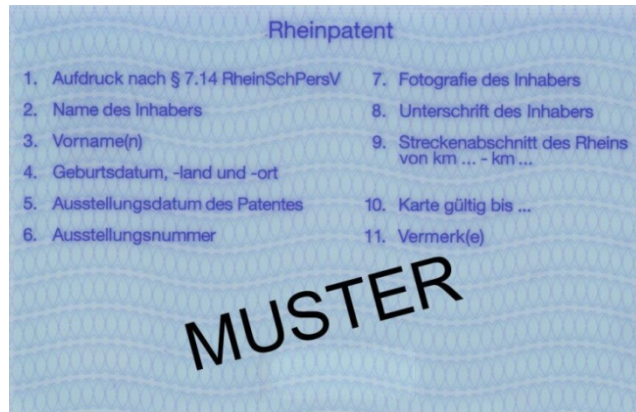 Rheinpatent
1. Aufdruck nach § 7.14 RheinSchPersV
2. Name des Inhabers
3. Vorname(n)
4. Geburtsdatum, -land und -ort
5. Ausstellungsdatum des Patentes
6. Ausstellungsnummer
7. Fotografie des Inhabers
8. Unterschrift des Inhabers
9. Streckenabschnitt des Rheins
von km ... - km ...
10. Karte gültig bis ...
11. Vermerk(e)
MUSTER